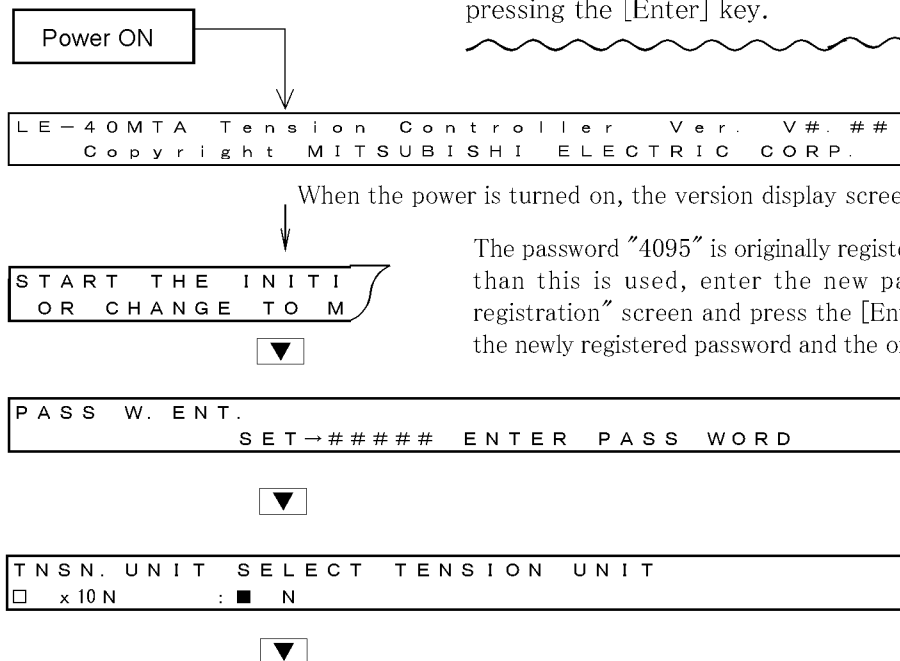 pressing the [Enter] key.
Power ON
LE-40MTA Tension Controller Ver. V#.##
Copyright MITSUBISHI ELECTRIC CORP.
When the power is turned on, the version display scree
The password "4095" is originally registe
than this is used, enter the new pa
registration" screen and press the [En
the newly registered password and the o
START THE INITI
OR CHANGE TO M
▼
PASS W. ENT.
SET→##### ENTER PASS WORD
▼
TNSN. UNIT SELECT TENSION UNIT
□ x10N :■ N
▼